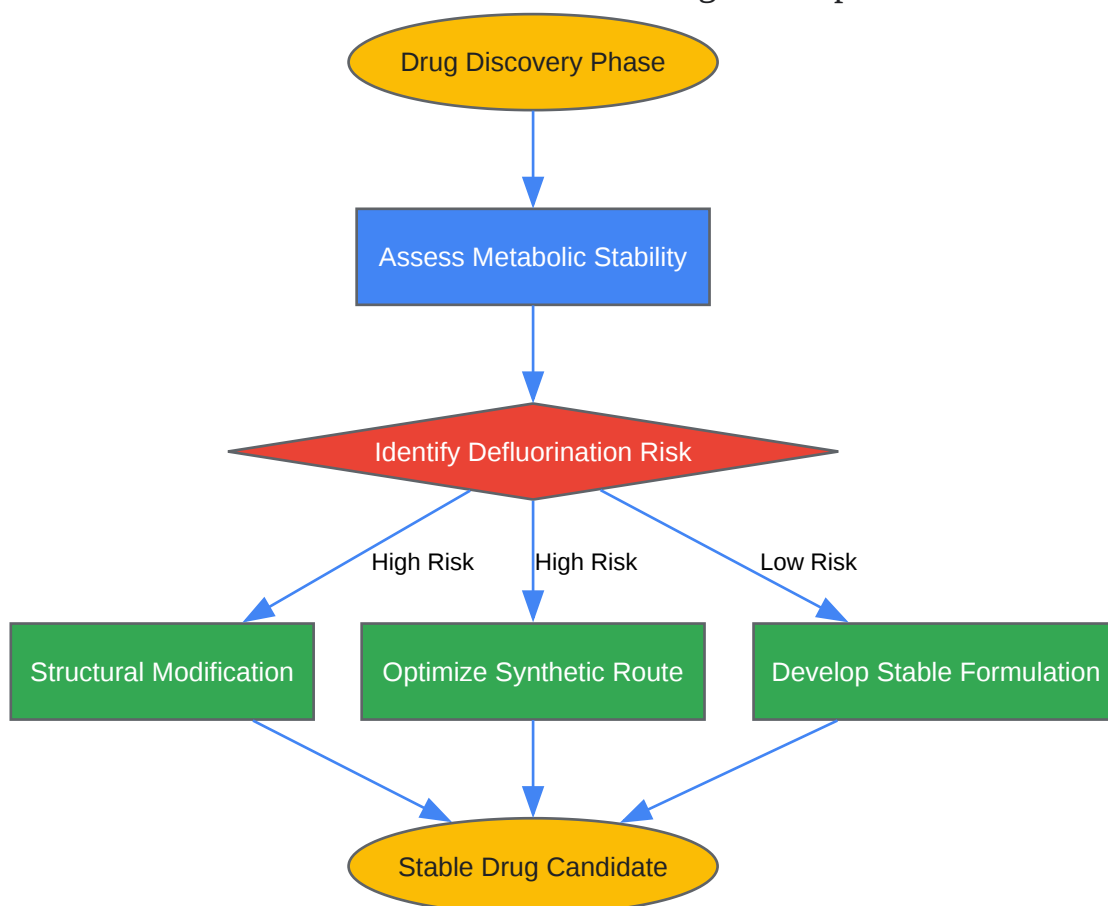 Drug Discovery Phase
Assess Metabolic Stability
Identify Defluorination Risk
High Risk
High Risk
Low Risk
Structural Modification
Optimize Synthetic Route
Develop Stable Formulation
Stable Drug Candidate